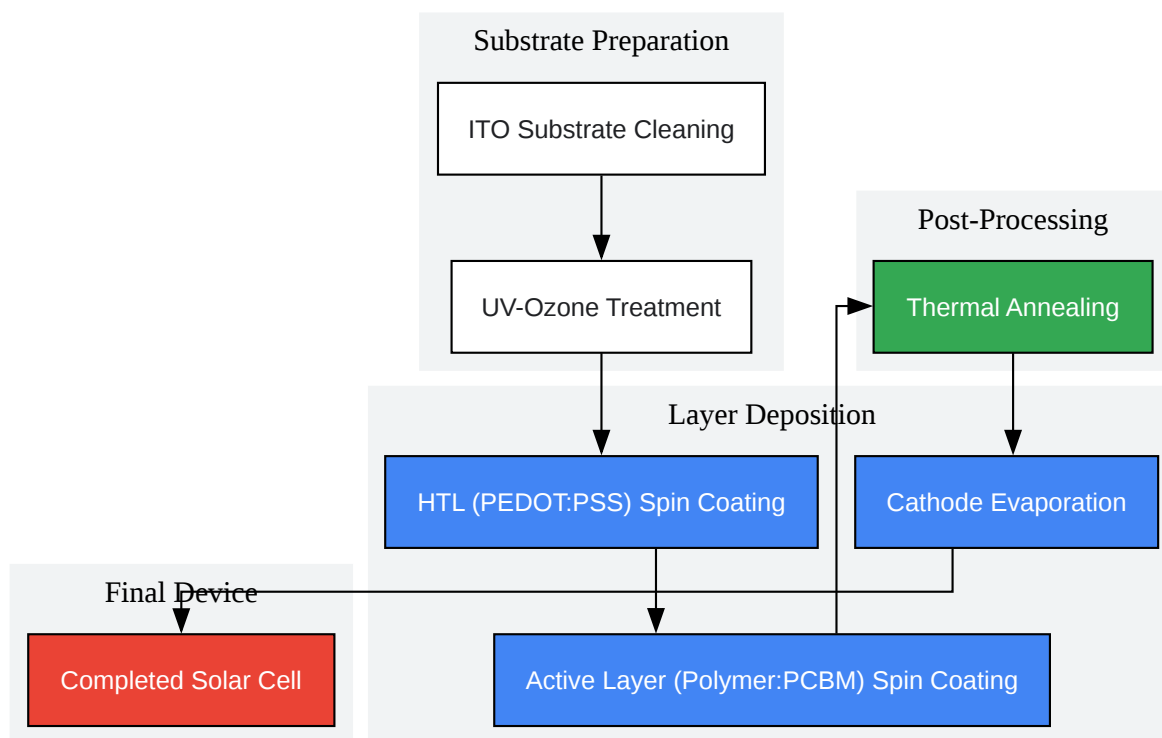 Substrate Preparation
ITO Substrate Cleaning
UV-Ozone Treatment
Post-Processing
Thermal Annealing
Layer Deposition
HTL (PEDOT:PSS) Spin Coating
Cathode Evaporation
Active Layer (Polymer:PCBM) Spin Coating
Final Device
Completed Solar Cell